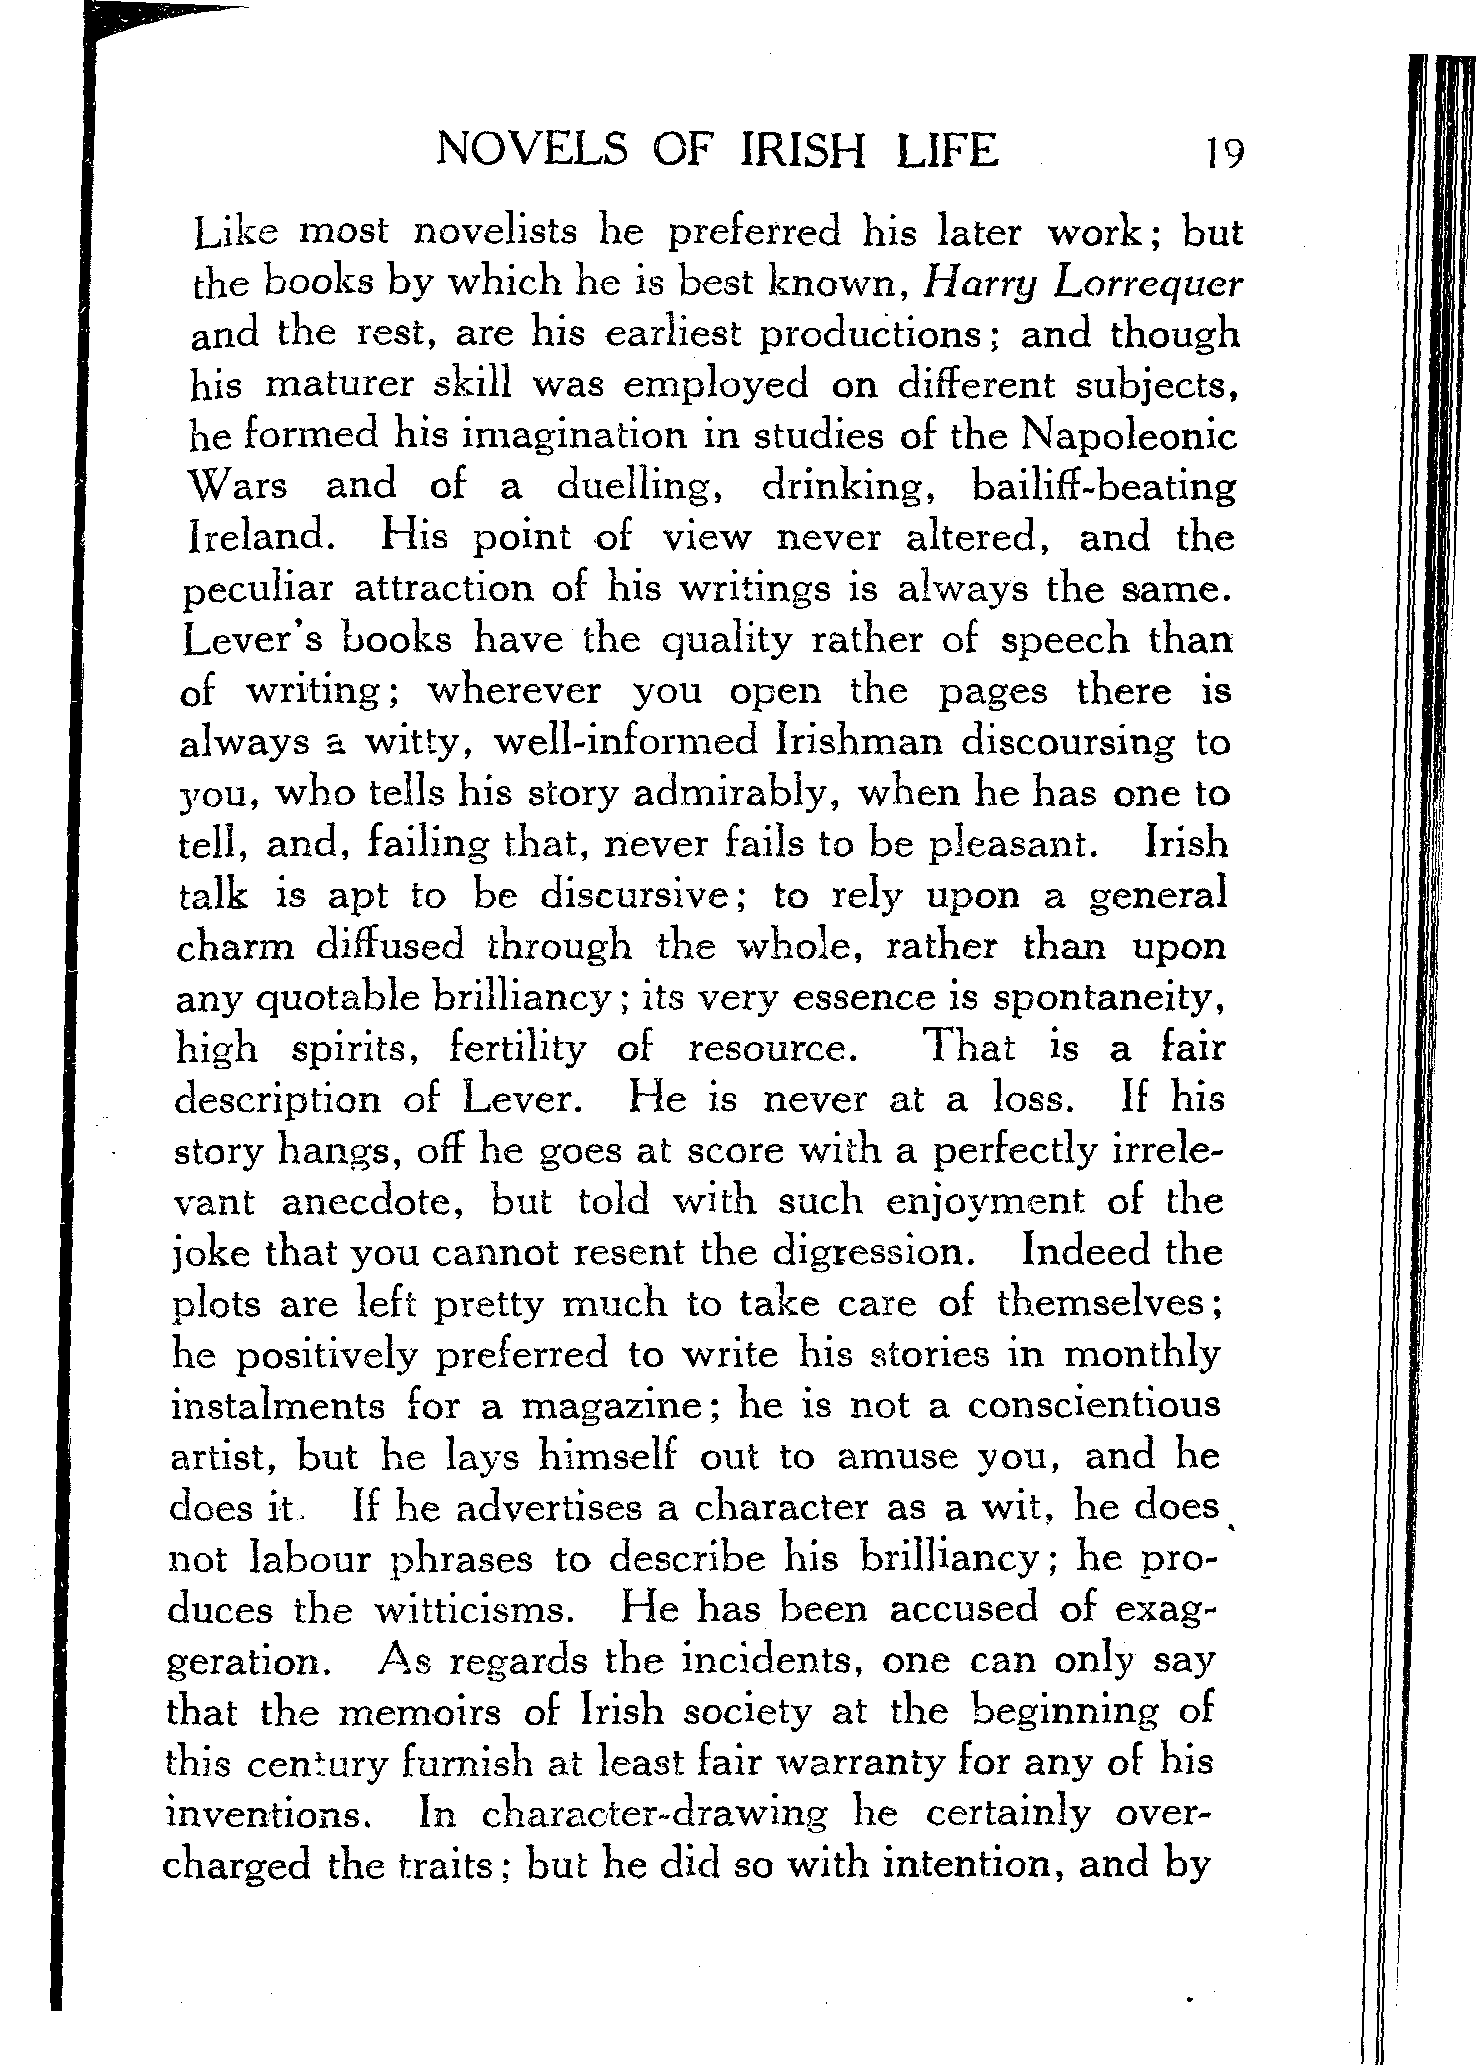 NOVELS OF IRISH LIFE 19
Like most novelists he preferred his later work; but
the books by which he is best known, Harry Lorrequer
and the rest, are his earliest productions; and though
his maturer skill was employed on different subjects,
he formed his imagination in studies of the Napoleonic
Wars and of a duelling, drinking, bailiff-beating
Ireland. His point of view never altered, and the
peculiar attraction of his writings is always the same.
Lever's books have the quality rather of speech than
of writing; wherever you open the pages there is
always a witty, well-informed Irishman discoursing to
you, who tells his story admirably, when he has one to
tell, and, failing that, never fails to be pleasant. Irish
talk is apt to be discursive; to rely upon a general
charm diffused through the whole, rather than upon
any quotable brilliancy; its very essence is spontaneity,
high spirits, fertility of resource. That is a fair
description of Lever. He is never at a loss. If his
story hangs, off he goes at score with a perfectly irrele-
vant anecdote, but told with such enjoyment of the
joke that you cannot resent the digression. Indeed the
plots are left pretty much to take care of themselves;
he positively preferred to write his stories in monthly
instalments for a magazine; he is not a conscientious
artist, but he lays himself out to amuse you, and he
does it. If he advertises a character as a wit, he does
not labour phrases to describe his brilliancy; he pro-
duces the witticisms. He has been accused of exag-
geration. As regards the incidents, one can only say
that the memoirs of Irish society at the beginning of
this century furnish at least fair warranty for any of his
inventions. In character-drawing he certainly over-
charged the traits; but he did so with intention, and by